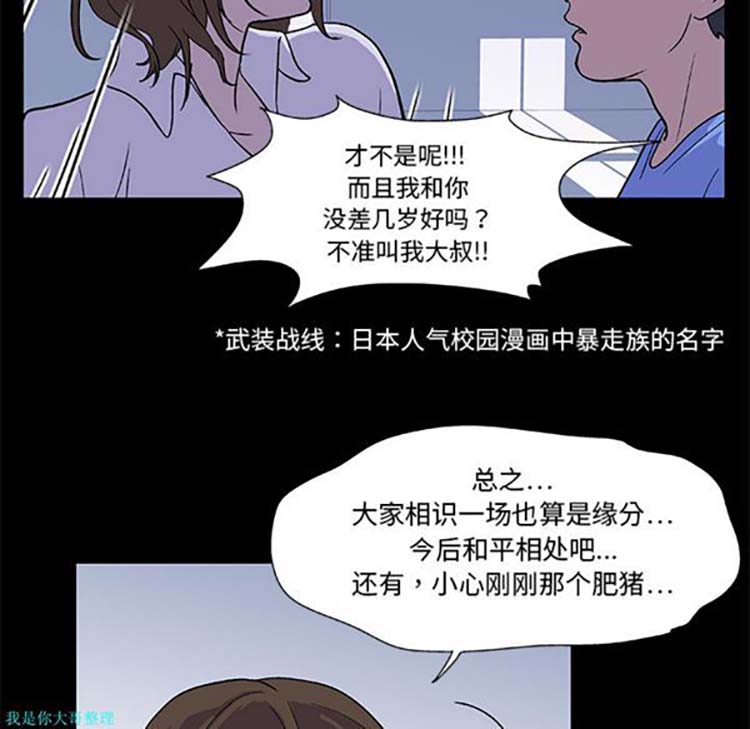 才不是呢!!!
而且我和你
没差几岁好吗？
不准叫我大叔!!
*武装战线：日本人气校园漫画中暴走族的名字
总之...
大家相识一场也算是缘分...
今后和平相处吧...
还有，小心刚刚那个肥猪...
我是你大哥整理